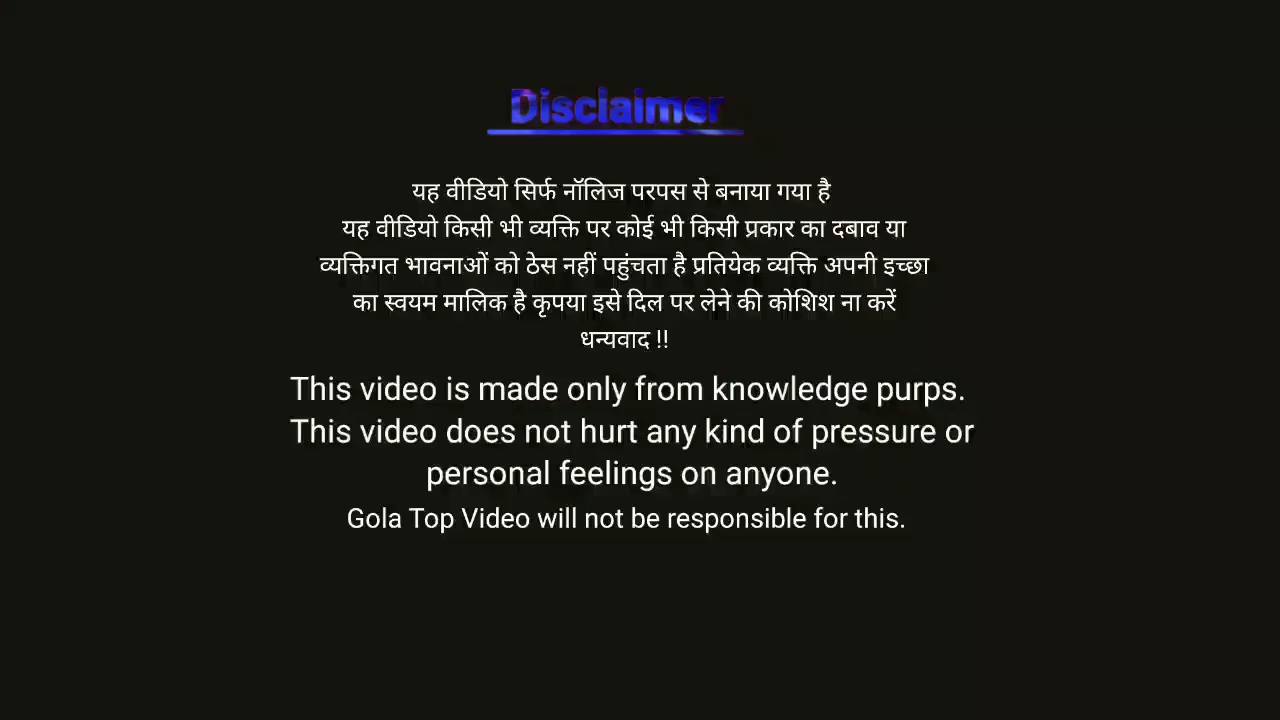 Disclaimer
यह वीडियो सिर्फ नॉलिज परपस से बनाया गया है
यह वीडियो किसी भी व्यक्ति पर कोई भी किसी प्रकार का दबाव या
व्यक्तिगत भावनाओं को ठेस नहीं पहुंचता है प्रतियेक व्यक्ति अपनी इच्छा
का स्वयम मालिक है कृपया इसे दिल पर लेने की कोशिश ना करें
धन्यवाद !!
This video is made only from knowledge purps.
This video does not hurt any kind of pressure or
personal feelings on anyone.
Gola Top Video will not be responsible for this.